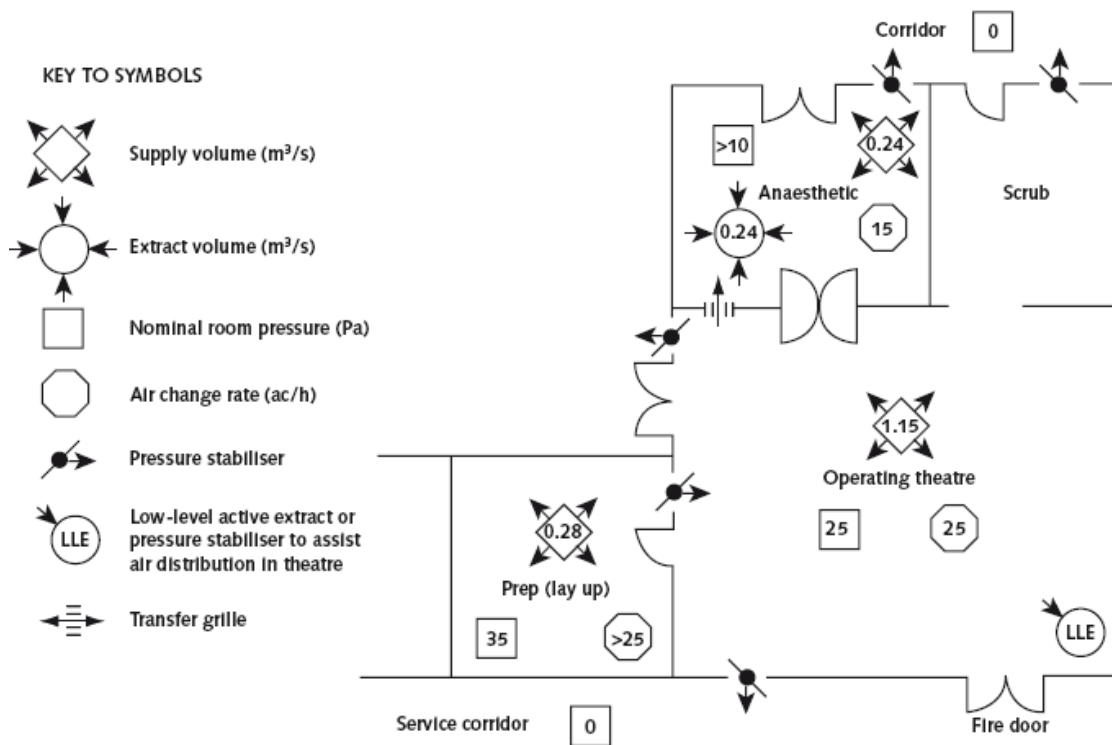 KEY TO SYMBOLS
Supply volume (m³/s)
Extract volume (m³/s)
Nominal room pressure (Pa)
Air change rate (ac/h)
Pressure stabiliser
LLE
Low-level active extract or
pressure stabiliser to assist
air distribution in theatre
Transfer grille
Corridor
0
>10
0.24
Anaesthetic
0.24
15
Scrub
1.15
Operating theatre
25
25
0.28
Prep (lay up)
35
>25
LLE
Service corridor
0
Fire door